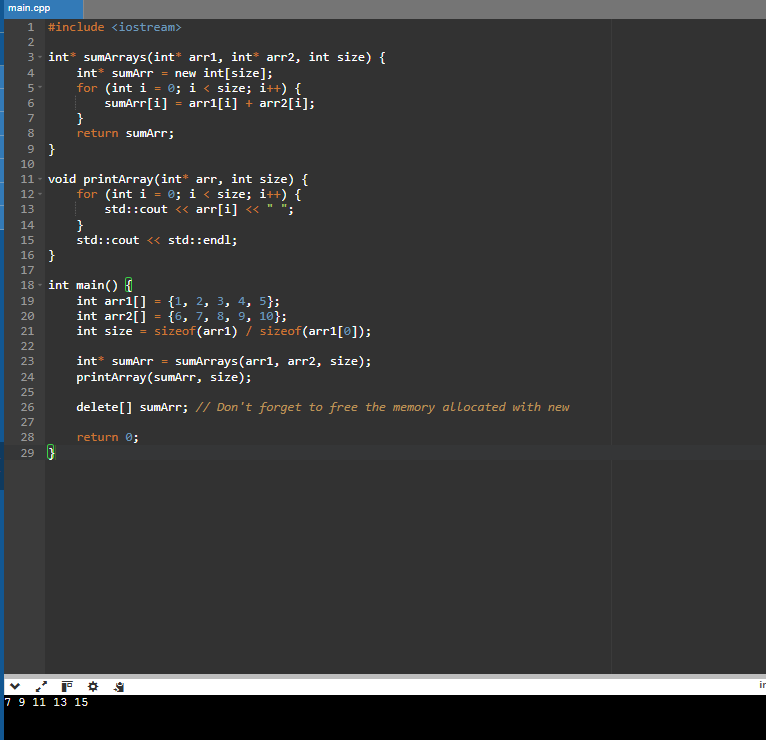 main.cpp
1 #include <iostream>
2
3 int* sumArrays(int* arr1, int* arr2, int size) {
4     int* sumArr = new int[size];
5     for (int i = 0; i < size; i++) {
6         sumArr[i] = arr1[i] + arr2[i];
7     }
8     return sumArr;
9 }
10
11 void printArray(int* arr, int size) {
12     for (int i = 0; i < size; i++) {
13         std::cout << arr[i] << " ";
14     }
15     std::cout << std::endl;
16 }
17
18 int main() {
19     int arr1[] = {1, 2, 3, 4, 5};
20     int arr2[] = {6, 7, 8, 9, 10};
21     int size = sizeof(arr1) / sizeof(arr1[0]);
22
23     int* sumArr = sumArrays(arr1, arr2, size);
24     printArray(sumArr, size);
25
26     delete[] sumArr; // Don't forget to free the memory allocated with new
27
28     return 0;
29 }
7 9 11 13 15